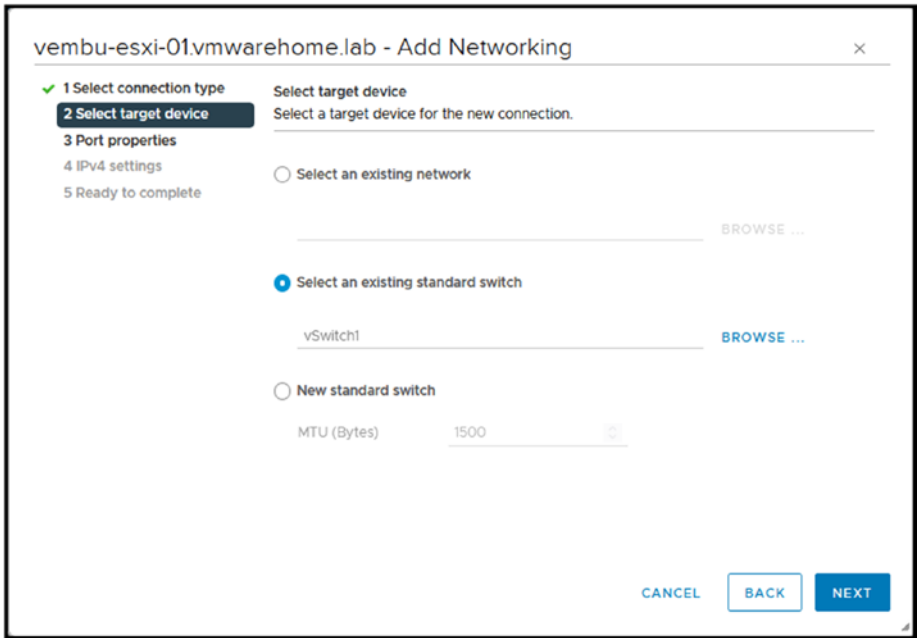 vembu-esxi-01.vmwarehome.lab - Add Networking
1 Select connection type
2 Select target device
3 Port properties
4 IPv4 settings
5 Ready to complete
Select target device
Select a target device for the new connection.
Select an existing network
BROWSE ...
Select an existing standard switch
vSwitch1
BROWSE ...
New standard switch
MTU (Bytes) 1500
CANCEL BACK NEXT